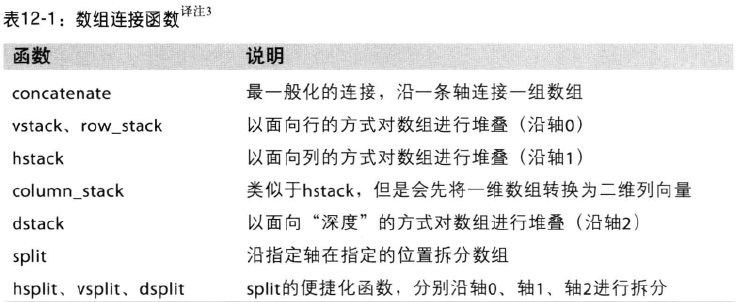 表12-1：数组连接函数译注3
函数 说明
concatenate 最一般化的连接，沿一条轴连接一组数组
vstack、row_stack 以面向行的方式对数组进行堆叠（沿轴0）
hstack 以面向列的方式对数组进行堆叠（沿轴1）
column_stack 类似于hstack，但是会先将一维数组转换为二维列向量
dstack 以面向“深度”的方式对数组进行堆叠（沿轴2）
split 沿指定轴在指定的位置拆分数组
hsplit、vsplit、dsplit split的便捷化函数，分别沿轴0、轴1、轴2进行拆分